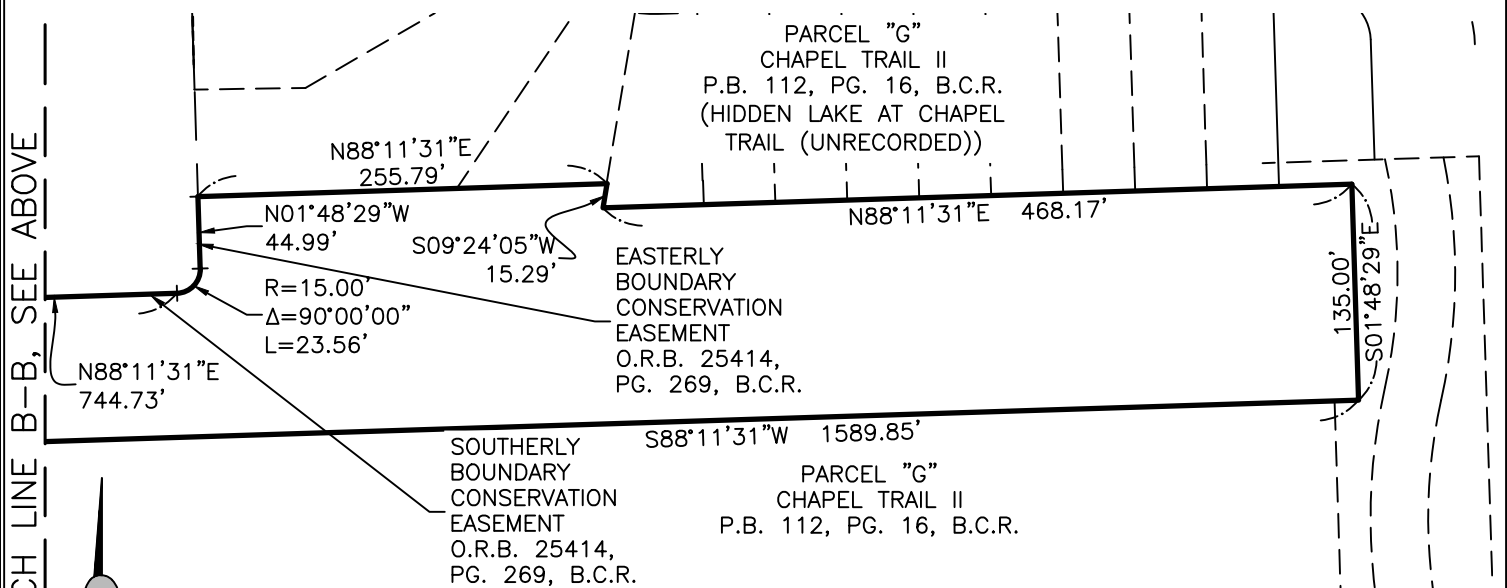 PARCEL "G"
CHAPEL TRAIL II
P.B. 112, PG. 16, B.C.R.
(HIDDEN LAKE AT CHAPEL
TRAIL (UNRECORDED))
N88°11'31"E
255.79'
N01°48'29"W
44.99'
S09°24'05"W
15.29'
N88°11'31"E 468.17'
R=15.00'
Δ=90°00'00"
L=23.56'
EASTERLY
BOUNDARY
CONSERVATION
EASEMENT
O.R.B. 25414,
PG. 269, B.C.R.
135.00'
S01°48'29"E
N88°11'31"E
744.73'
S88°11'31"W 1589.85'
SOUTHERLY
BOUNDARY
CONSERVATION
EASEMENT
O.R.B. 25414,
PG. 269, B.C.R.
PARCEL "G"
CHAPEL TRAIL II
P.B. 112, PG. 16, B.C.R.
CH LINE B-B, SEE ABOVE